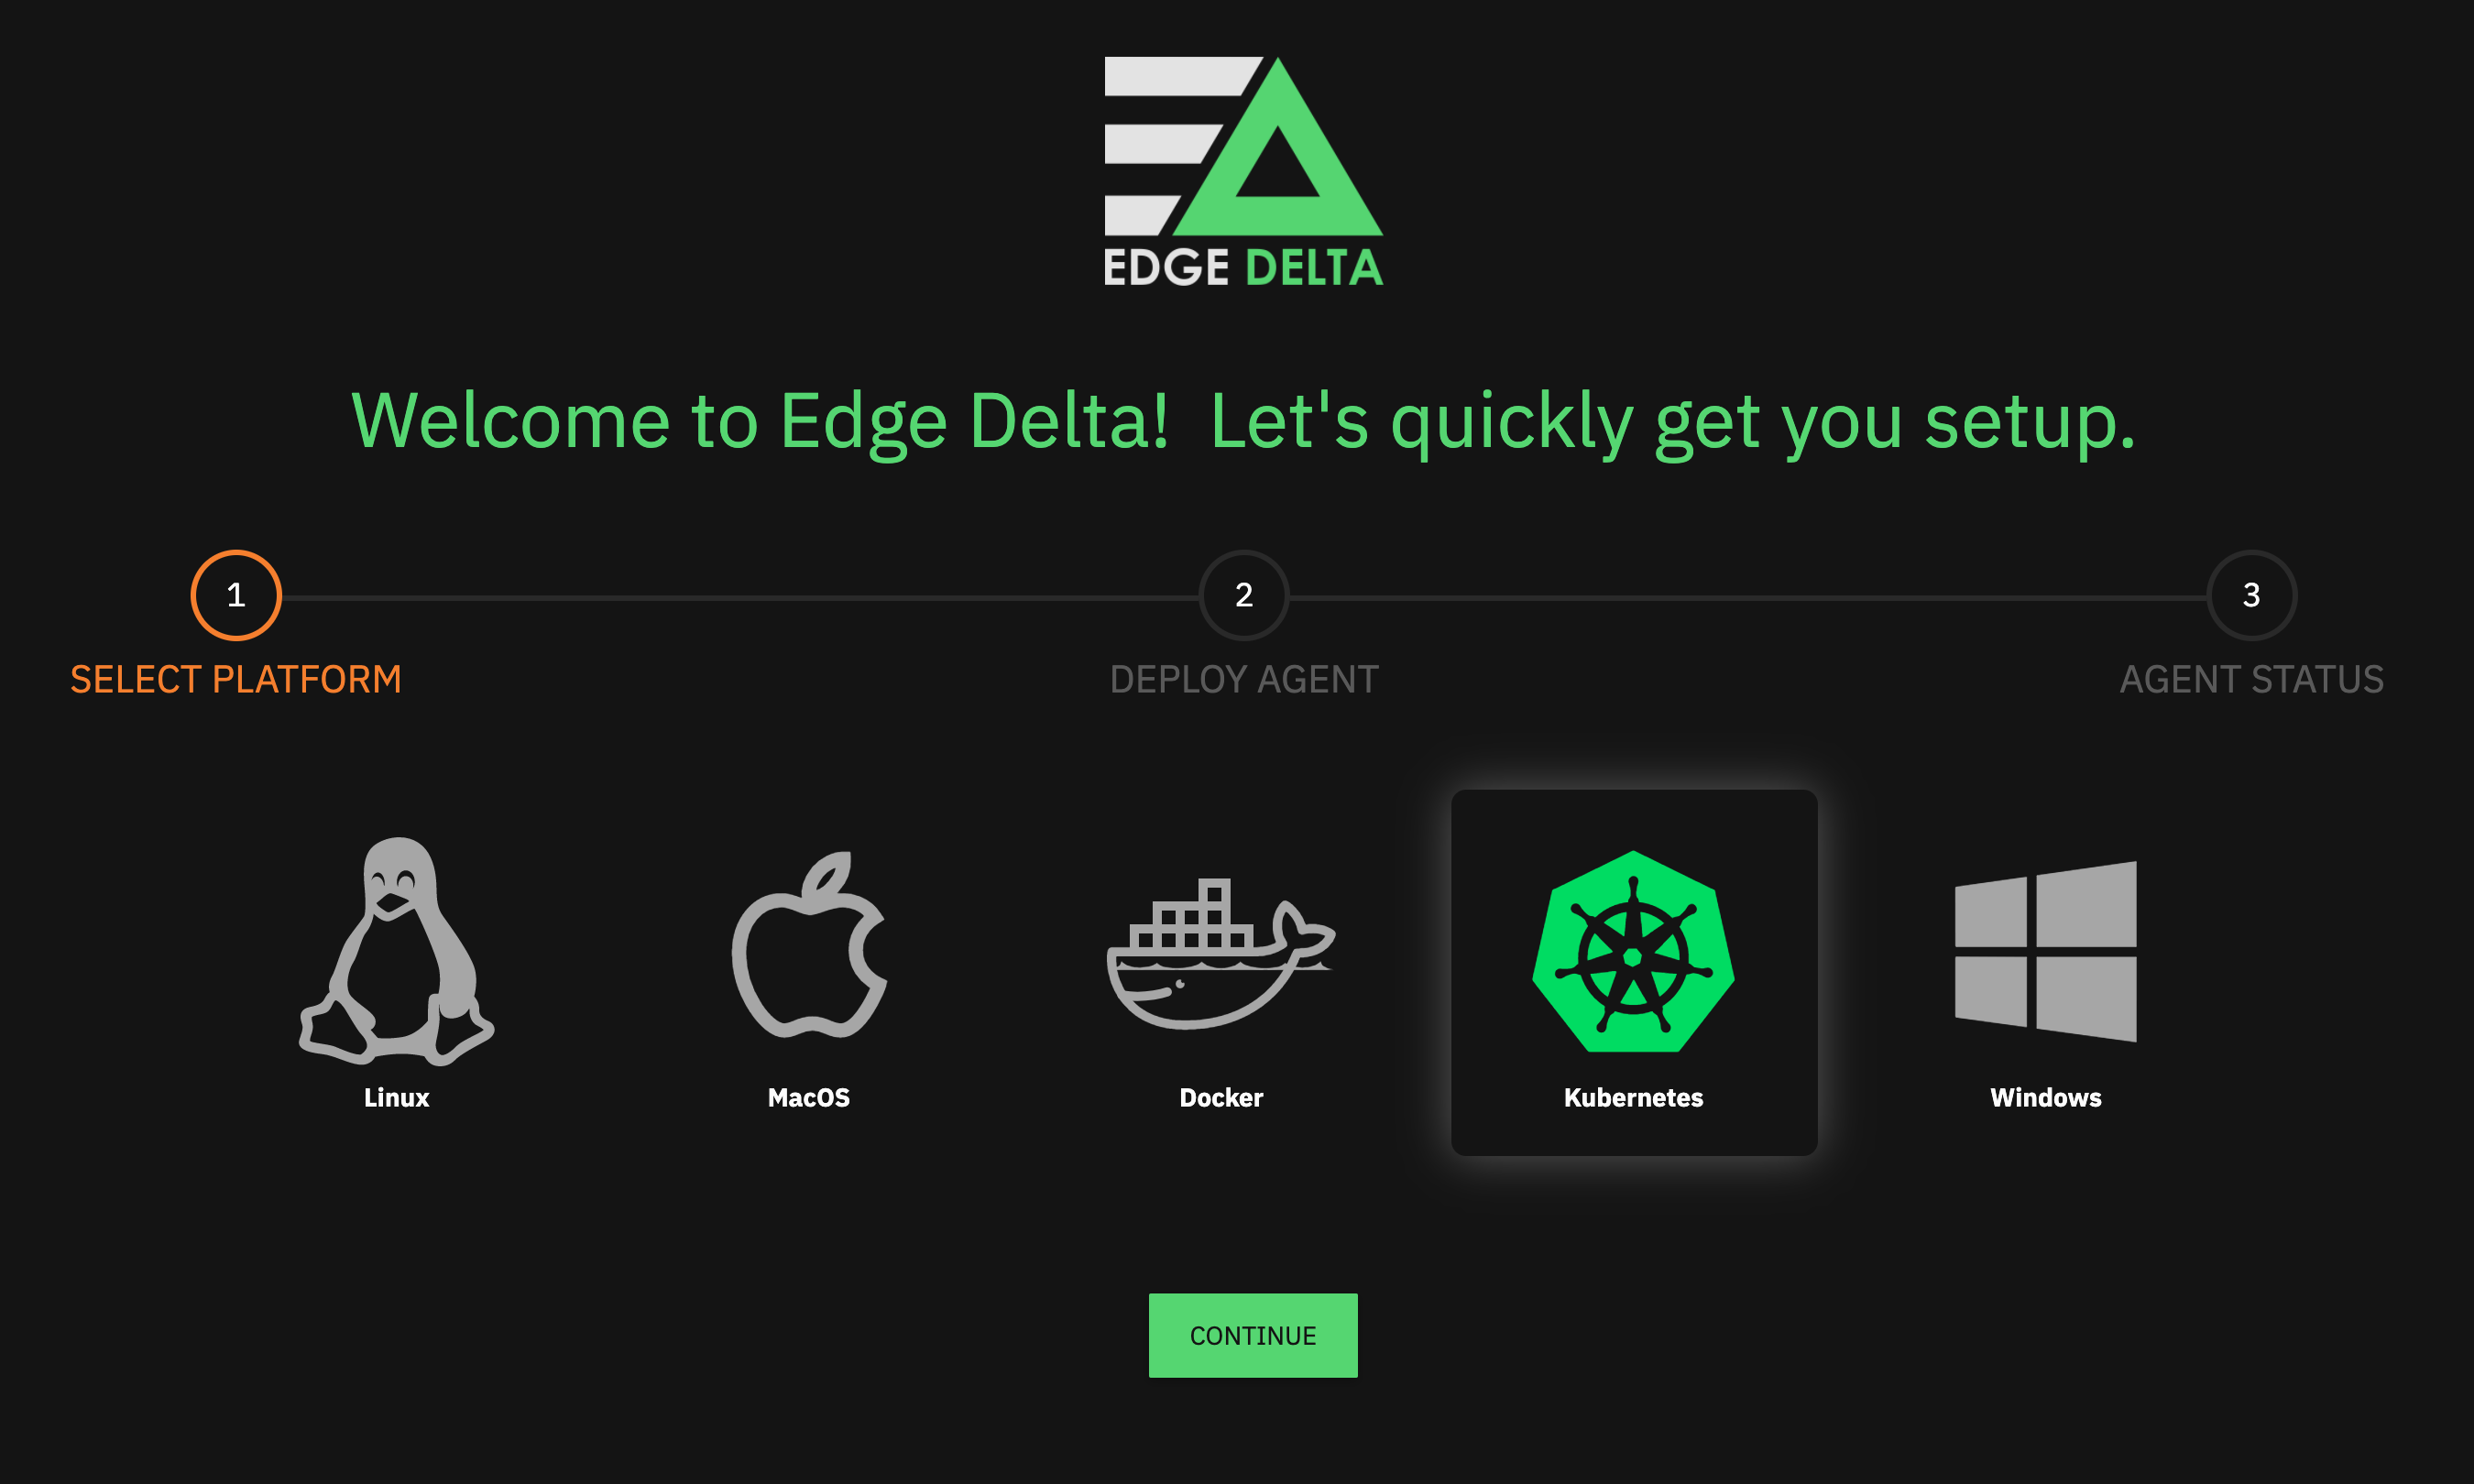 EDGE DELTA
Welcome to Edge Delta! Let's quickly get you setup.
1
2
3
SELECT PLATFORM
DEPLOY AGENT
AGENT STATUS
Linux
MacOS
Docker
Kubernetes
Windows
CONTINUE